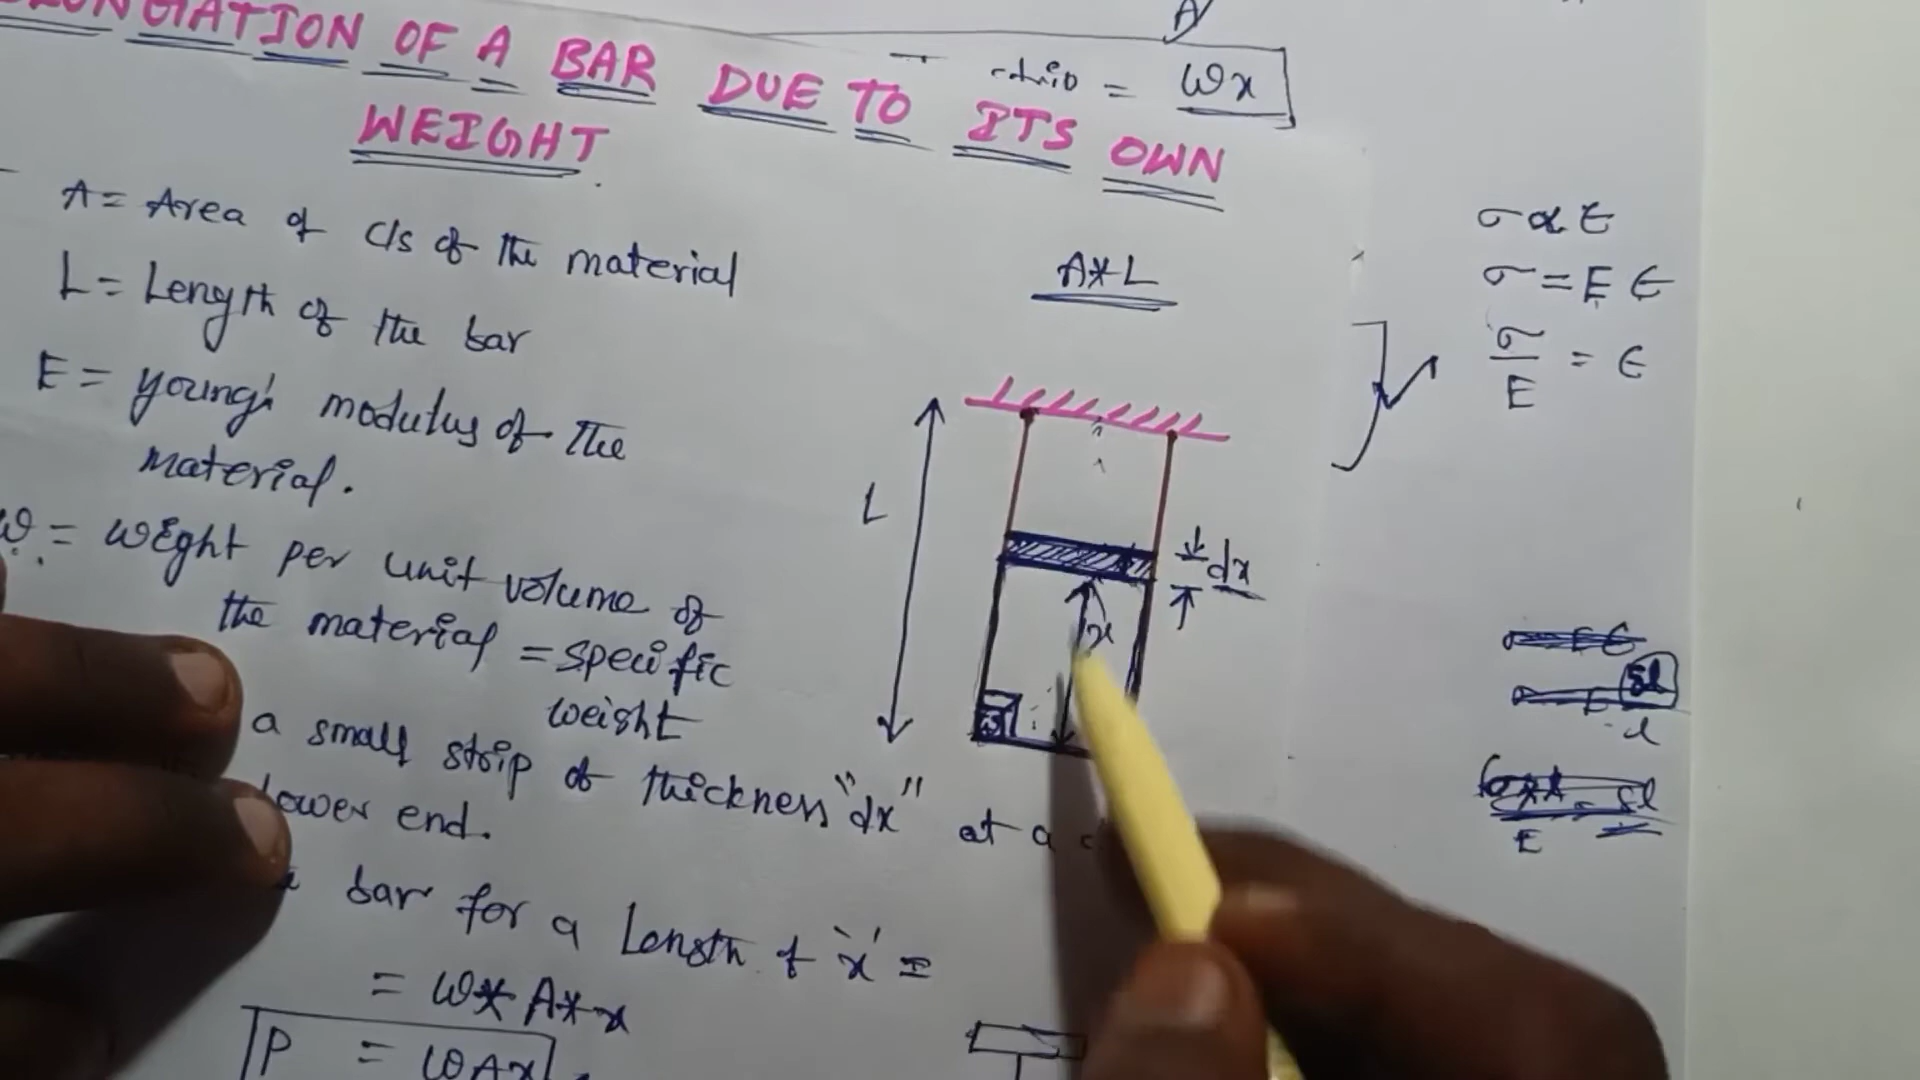 OF A BAR DUE TO ITS OWN
WEIGHT.
= ωx
A = Area of C/s of the material
L = Length of the bar
E = young's modulus of the
material.
ω = weight per unit volume of
the material = specific
weight
a small strip of thickness "dx" at a
lower end.
bar for a Length of 'x' =
= ω* A* x
P = ωAx
A*L
L
dx
x
σ α ε
σ = E ε
σ/E = ε